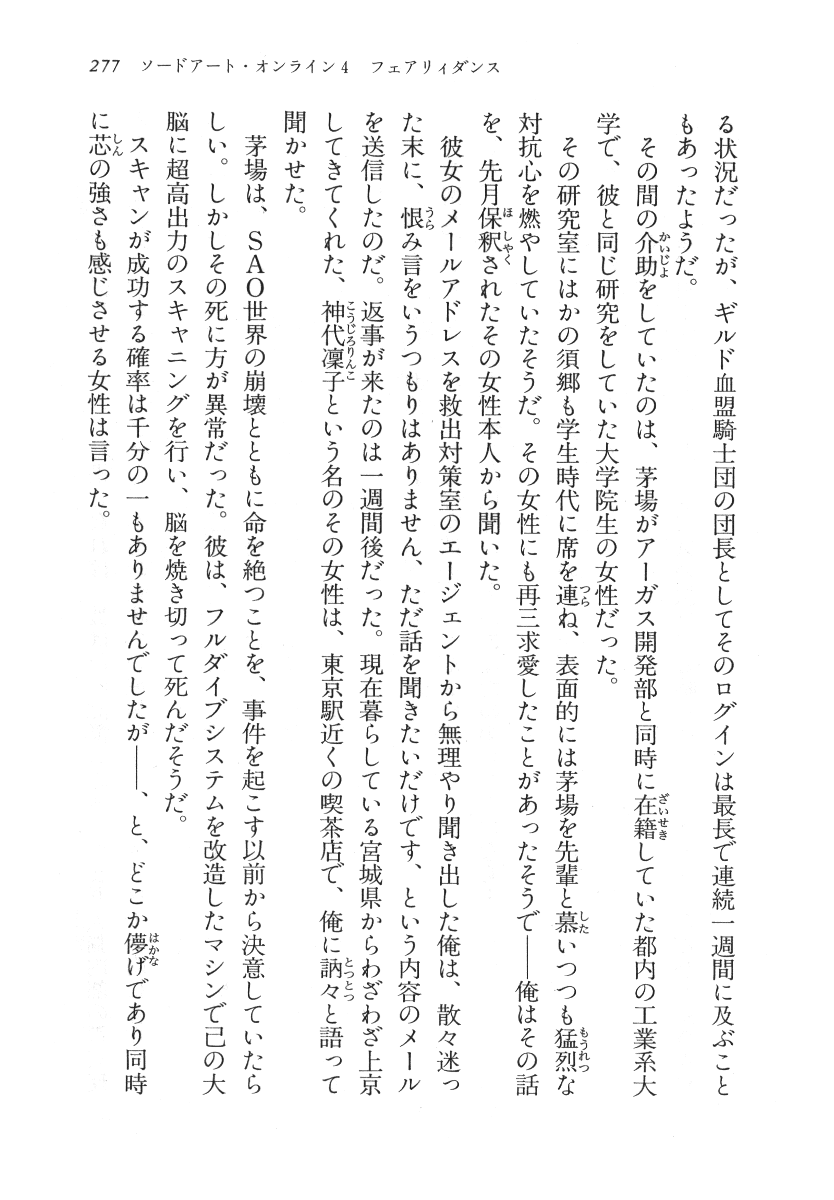 277　ソードアート・オンライン4　フェアリィダンス
る状況だったが、ギルド血盟騎士団の団長としてそのログインは最長で連続一週間に及ぶこと
もあったようだ。
その間の介助をしていたのは、茅場がアーガス開発部と同時に在籍していた都内の工業系大
学で、彼と同じ研究をしていた大学院生の女性だった。
その研究室にはかの須郷も学生時代に席を連ね、表面的には茅場を先輩と慕いつつも猛烈な
対抗心を燃やしていたそうだ。その女性にも再三求愛したことがあったそうで――俺はその話
を、先月保釈されたその女性本人から聞いた。
彼女のメールアドレスを救出対策室のエージェントから無理やり聞き出した俺は、散々迷っ
た末に、恨み言をいうつもりはありません、ただ話を聞きたいだけです、という内容のメール
を送信したのだ。返事が来たのは一週間後だった。現在暮らしている宮城県からわざわざ上京
してきてくれた、神代凜子という名のその女性は、東京駅近くの喫茶店で、俺に訥々と語って
聞かせた。
茅場は、ＳＡＯ世界の崩壊とともに命を絶つことを、事件を起こす以前から決意していたら
しい。しかしその死に方が異常だった。彼は、フルダイブシステムを改造したマシンで己の大
脳に超高出力のスキャニングを行い、脳を焼き切って死んだそうだ。
スキャンが成功する確率は千分の一もありませんでしたが――、と、どこか儚げであり同時
に芯の強さも感じさせる女性は言った。